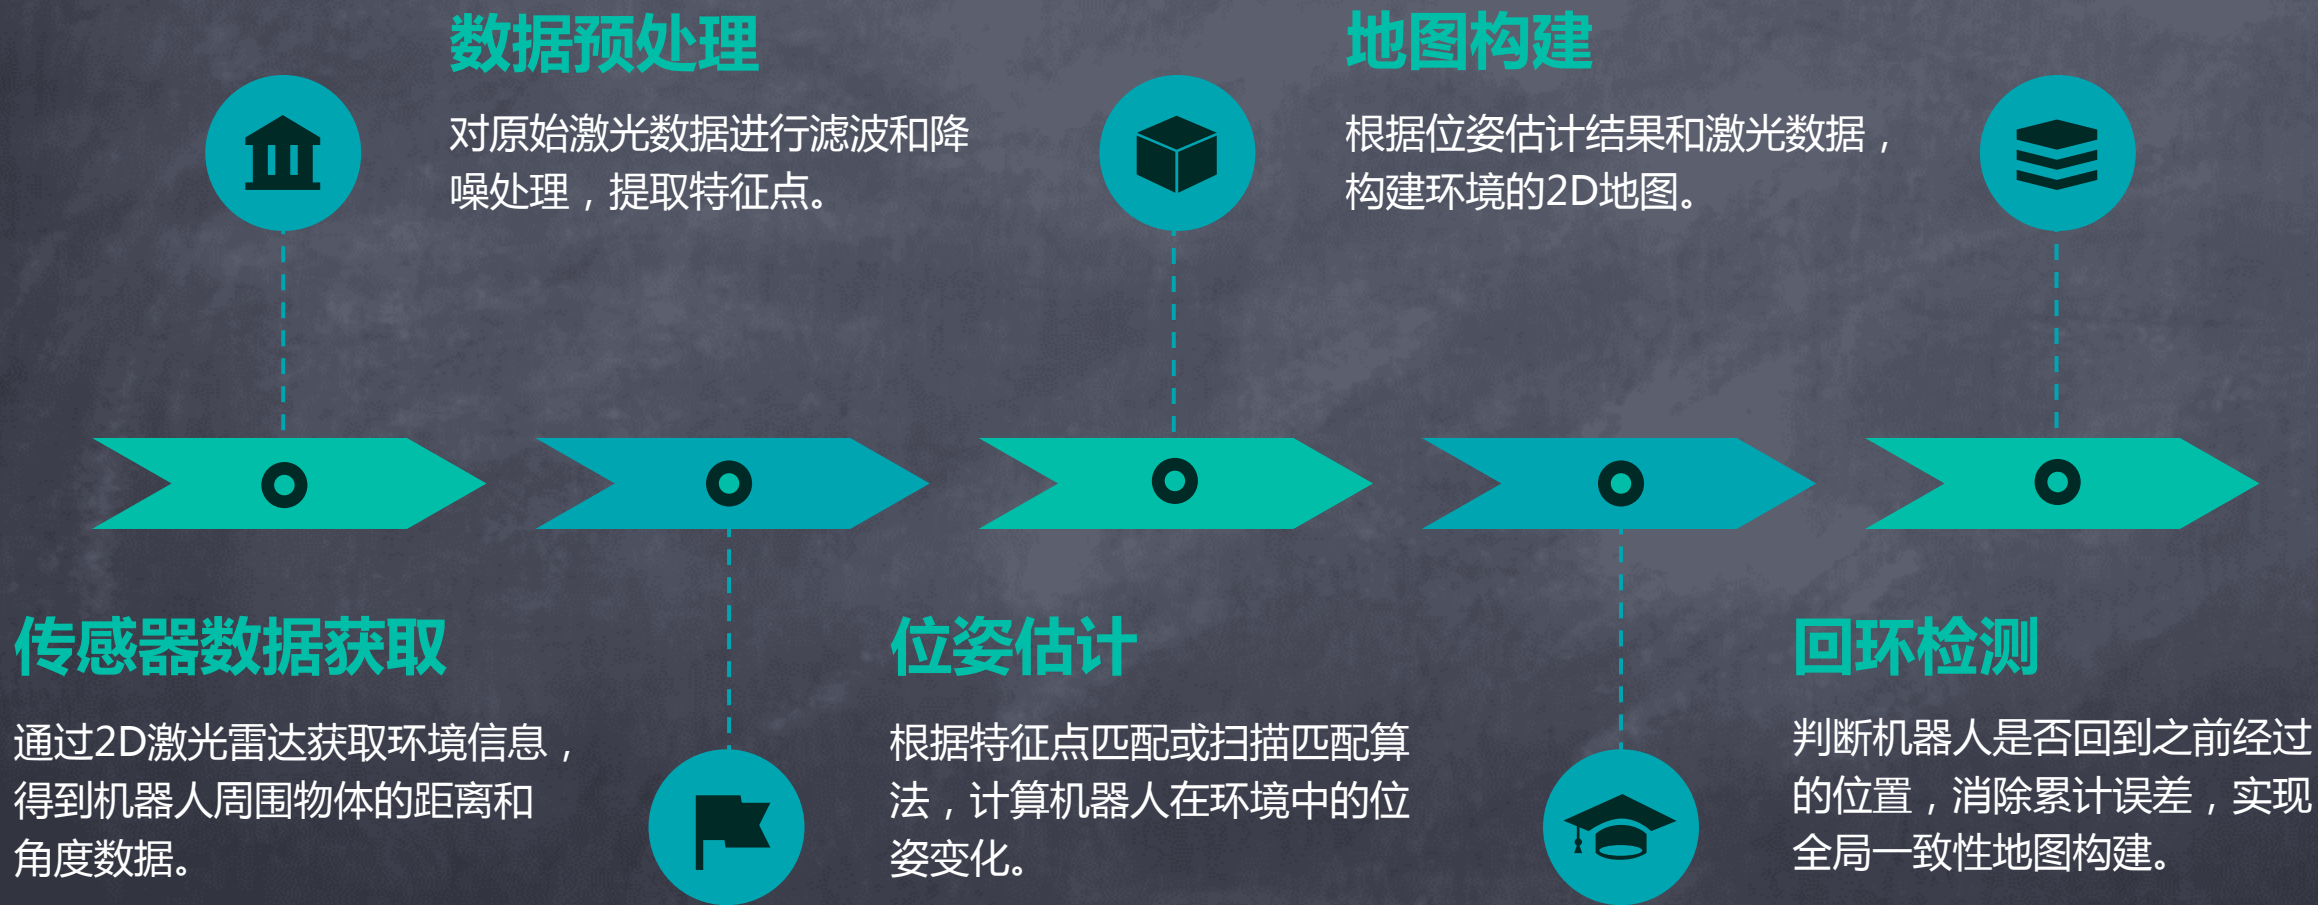 数据预处理
对原始激光数据进行滤波和降
噪处理，提取特征点。
地图构建
根据位姿估计结果和激光数据，
构建环境的2D地图。
传感器数据获取
通过2D激光雷达获取环境信息，
得到机器人周围物体的距离和
角度数据。
位姿估计
根据特征点匹配或扫描匹配算
法，计算机器人在环境中的位
姿变化。
回环检测
判断机器人是否回到之前经过
的位置，消除累计误差，实现
全局一致性地图构建。